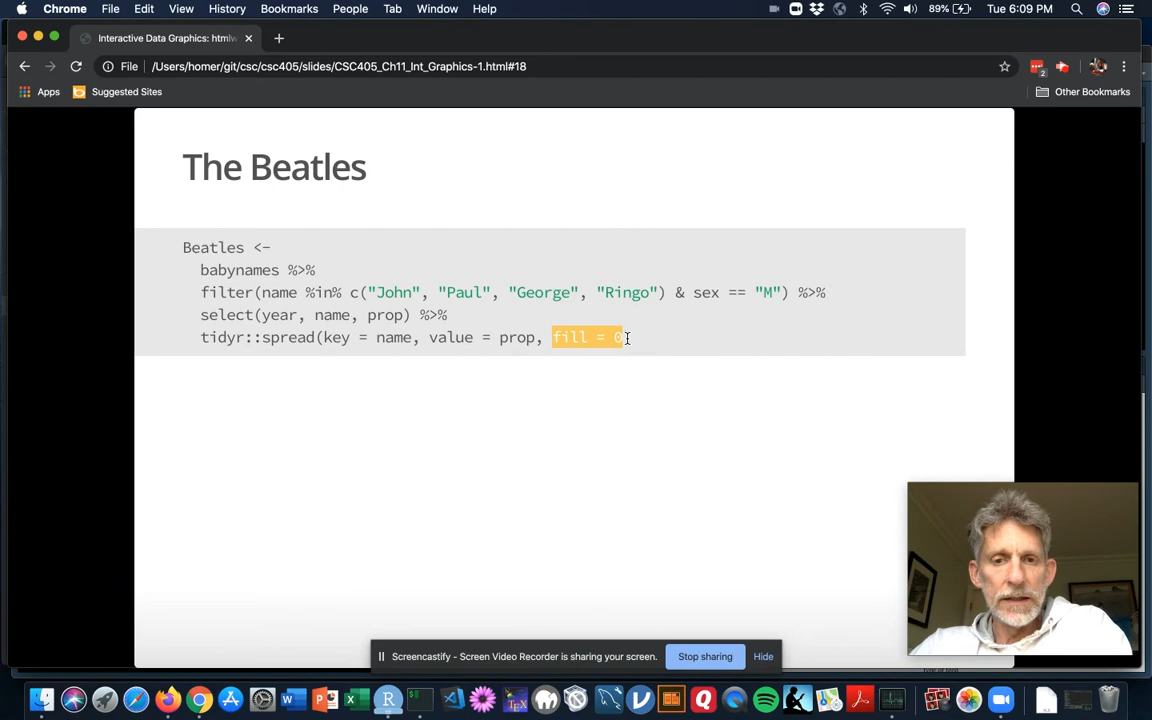 Chrome File Edit View History Bookmarks People Tab Window Help 89% Tue 6:09 PM
Interactive Data Graphics: htmlw
File /Users/homer/git/csc/csc405/slides/CSC405_Ch11_Int_Graphics-1.html#18
2
Apps Suggested Sites Other Bookmarks
The Beatles
Beatles <-
babynames %>%
filter(name %in% c("John", "Paul", "George", "Ringo") & sex == "M") %>%
select(year, name, prop) %>%
tidyr::spread(key = name, value = prop, fill = 0
Screencastify - Screen Video Recorder is sharing your screen. Stop sharing Hide